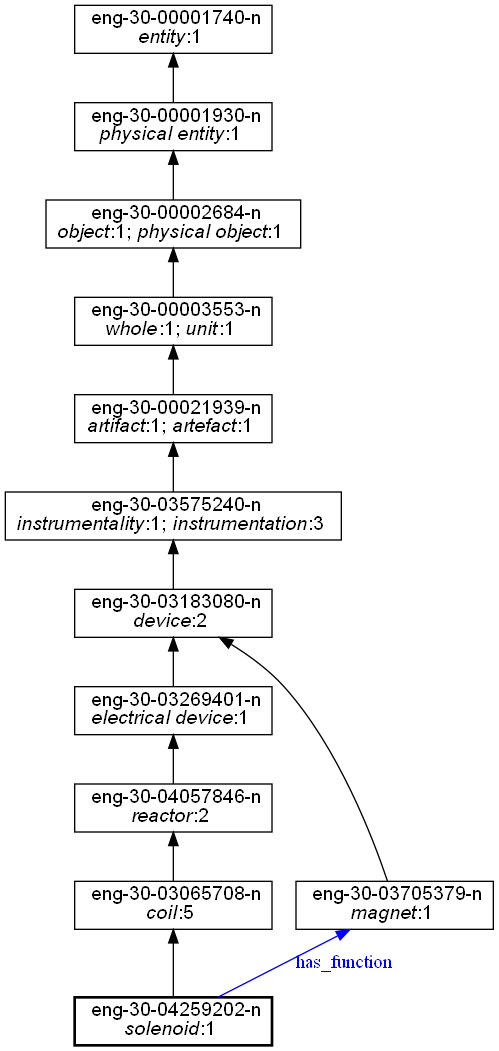 eng-30-00001740-n
entity:1
eng-30-00001930-n
physical entity:1
eng-30-00002684-n
object:1; physical object:1
eng-30-00003553-n
whole:1; unit:1
eng-30-00021939-n
artifact:1; artefact:1
eng-30-03575240-n
instrumentality:1; instrumentation:3
eng-30-03183080-n
device:2
eng-30-03269401-n
electrical device:1
eng-30-04057846-n
reactor:2
eng-30-03065708-n
coil:5
eng-30-03705379-n
magnet:1
has_function
eng-30-04259202-n
solenoid:1